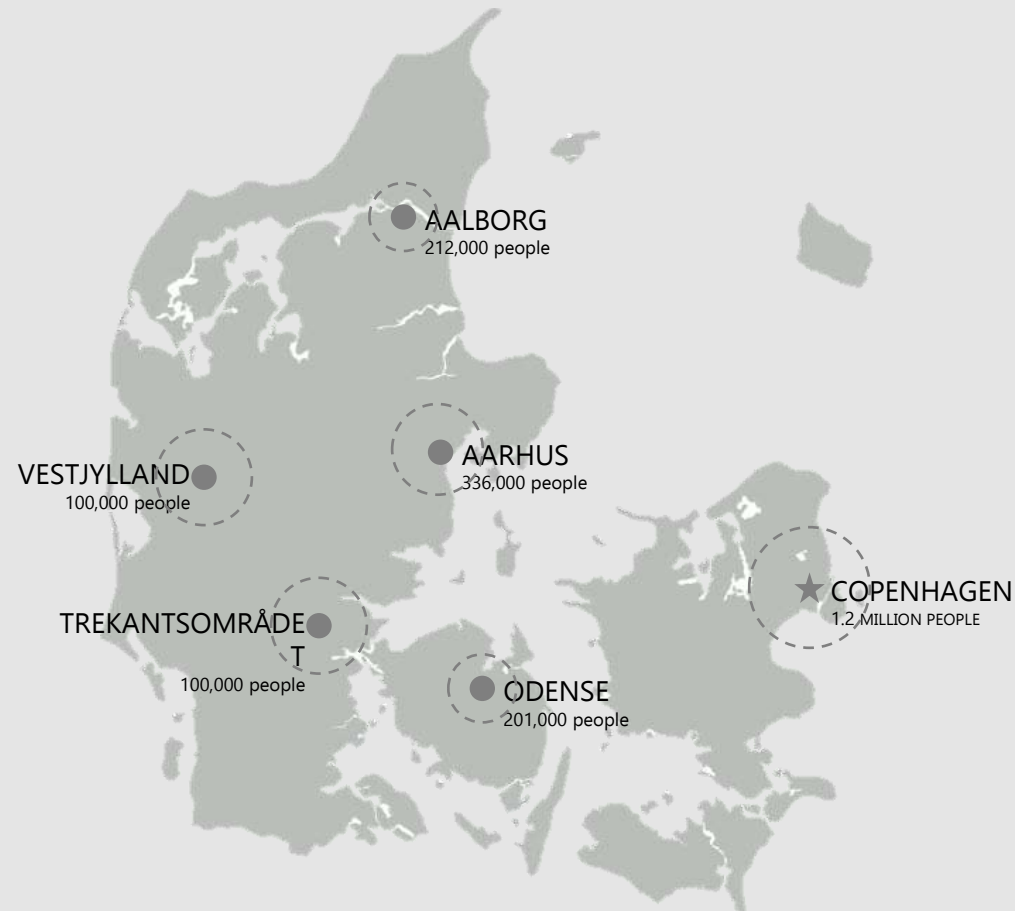 AALBORG
212,000 people
AARHUS
336,000 people
VESTJYLLAND
100,000 people
COPENHAGEN
1.2 MILLION PEOPLE
TREKANTSOMRÅDE
T
100,000 people
ODENSE
201,000 people